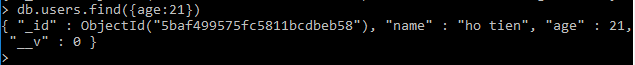 > db.users.find({age:21})
{ "_id" : ObjectId("5baf499575fc5811bcdbeb58"), "name" : "ho tien", "age" : 21,
 "__v" : 0 }
>